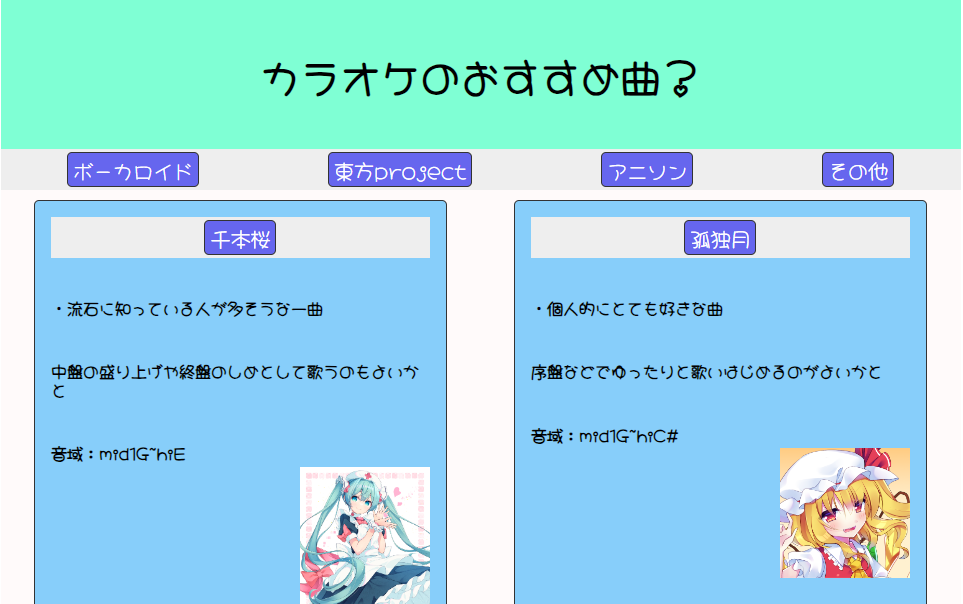 カラオケのおすすめ曲?
ボーカロイド 東方project アニソン その他
千本桜
・流石に知っている人が多そうな一曲
中盤の盛り上げや終盤のしめとして歌うのもよいか
と
音域：mid1G~hiE
孤独月
・個人的にとても好きな曲
序盤などでゆったりと歌いはじめるのがよいかと
音域：mid1G~hiC#